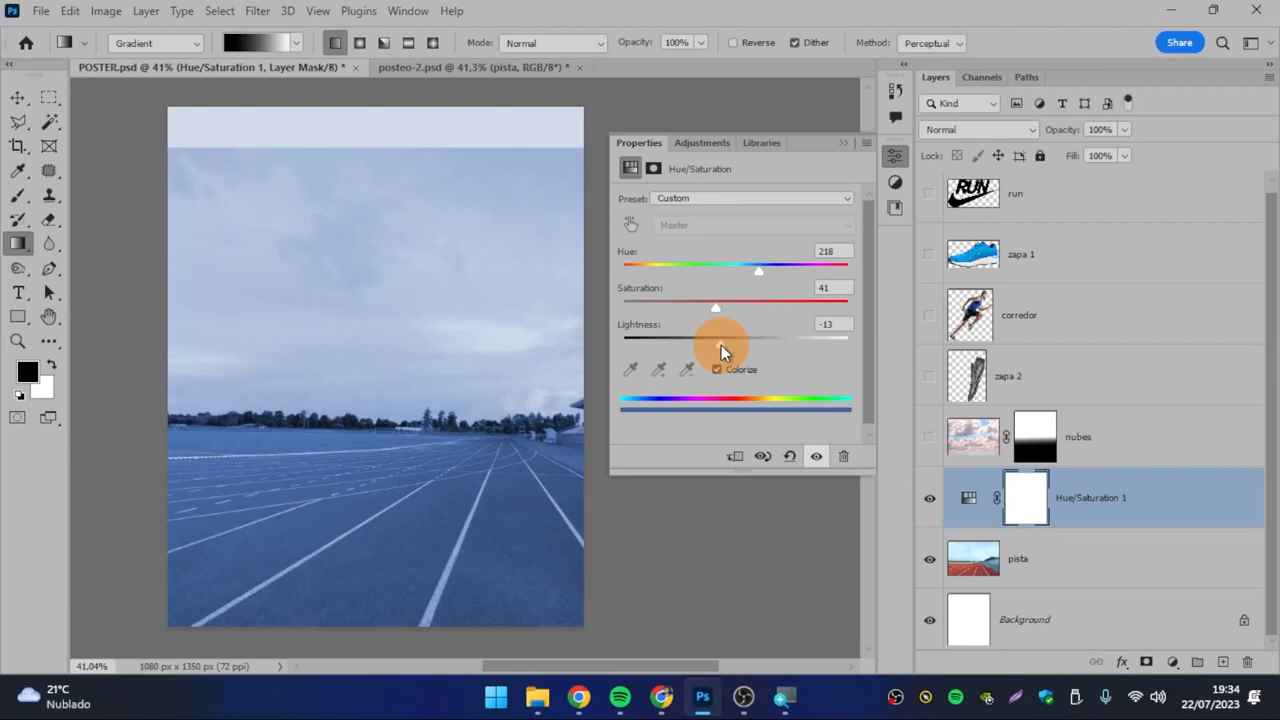 Ps File Edit Image Layer Type Select Filter 3D View Plugins Window Help
Gradient Mode: Normal Opacity: 100% Reverse Dither Method: Perceptual Share
POSTER.psd @ 41% (Hue/Saturation 1, Layer Mask/8) * × posteo-2.psd @ 41,3% (pista, RGB/8*) * ×
Layers Channels Paths
Kind
Normal Opacity: 100%
Lock: Fill: 100%
Properties Adjustments Libraries
Hue/Saturation
Preset: Custom
Master
Hue: 218
Saturation: 41
Lightness: -13
Colorize
RUN run
zapa 1
corredor
zapa 2
nubes
Hue/Saturation 1
pista
Background
41,04% 1080 px x 1350 px (72 ppi)
21°C
Nublado
Ps
19:34
22/07/2023